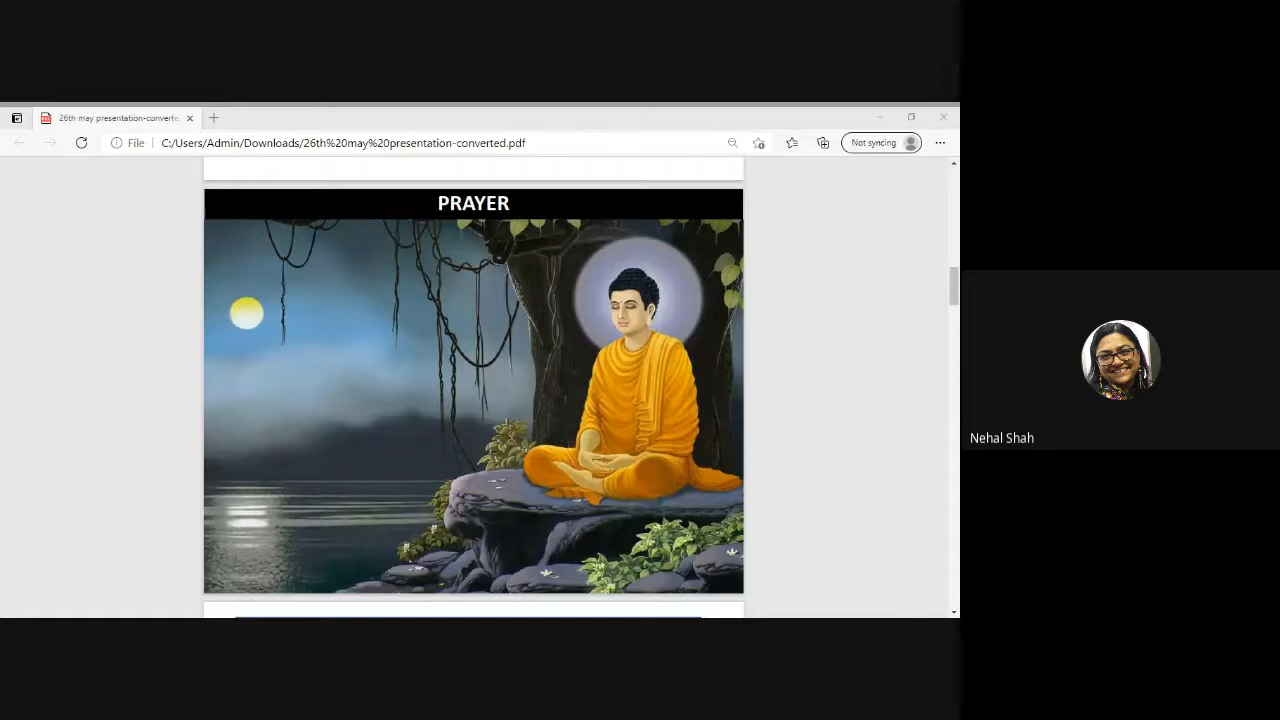 26th may presentation-converte
File
C:/Users/Admin/Downloads/26th%20may%20presentation-converted.pdf
Not syncing
PRAYER
Nehal Shah